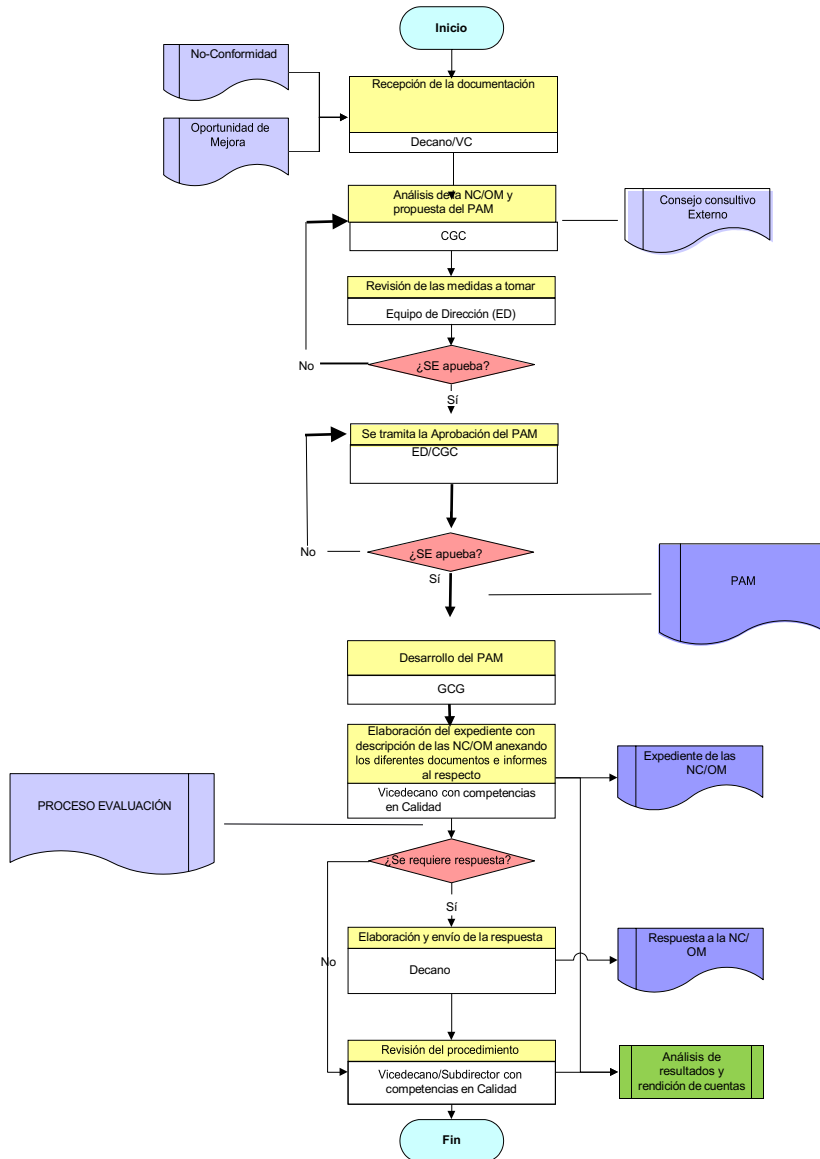 Inicio
No-Conformidad
Recepción de la documentación
Oportunidad de
Mejora
Decano/VC
Análisis de la NC/OM y
propuesta del PAM
CGC
Consejo consultivo
Externo
Revisión de las medidas a tomar
Equipo de Dirección (ED)
¿SE apueba?
No
Sí
Se tramita la Aprobación del PAM
ED/CGC
¿SE apueba?
No
Sí
PAM
Desarrollo del PAM
GCG
Elaboración del expediente con
descripción de las NC/OM anexando
los diferentes documentos e informes
al respecto
Vicedecano con competencias
en Calidad
Expediente de las
NC/OM
PROCESO EVALUACIÓN
¿Se requiere respuesta?
Sí
No
Elaboración y envío de la respuesta
Decano
Respuesta a la NC/
OM
Revisión del procedimiento
Vicedecano/Subdirector con
competencias en Calidad
Análisis de
resultados y
rendición de cuentas
Fin